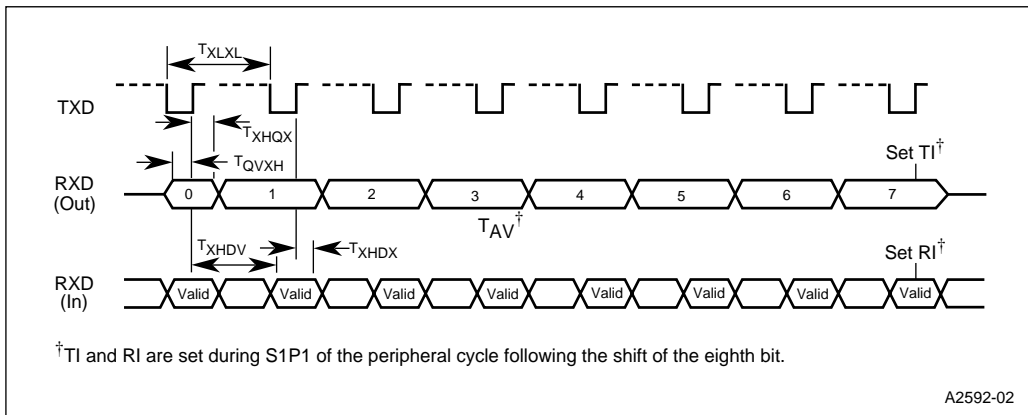 TXLXL
TXD
TXHQX
TQVXH
Set TI†
RXD
(Out)
0 1 2 3 4 5 6 7
TAV†
TXHDV
TXHDX
Set RI†
RXD
(In)
Valid Valid Valid Valid Valid Valid Valid Valid
†TI and RI are set during S1P1 of the peripheral cycle following the shift of the eighth bit.
A2592-02